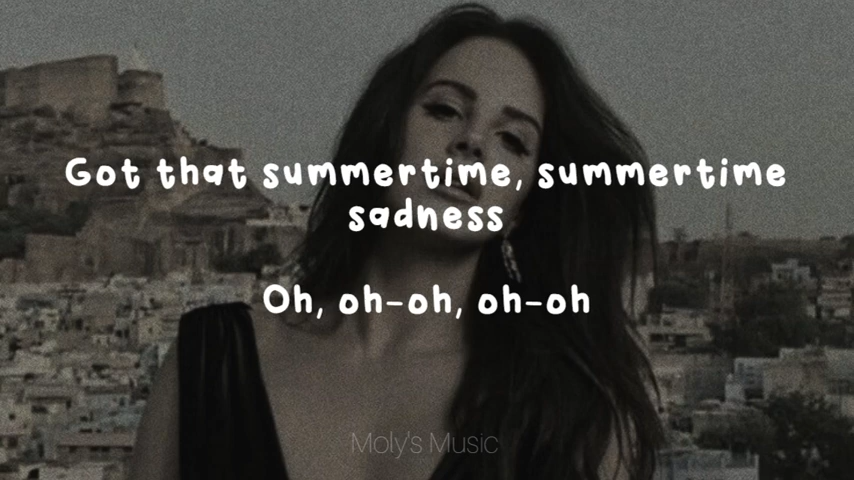 Got that summertime, summertime
sadness
Oh, oh-oh, oh-oh
Moly's Music